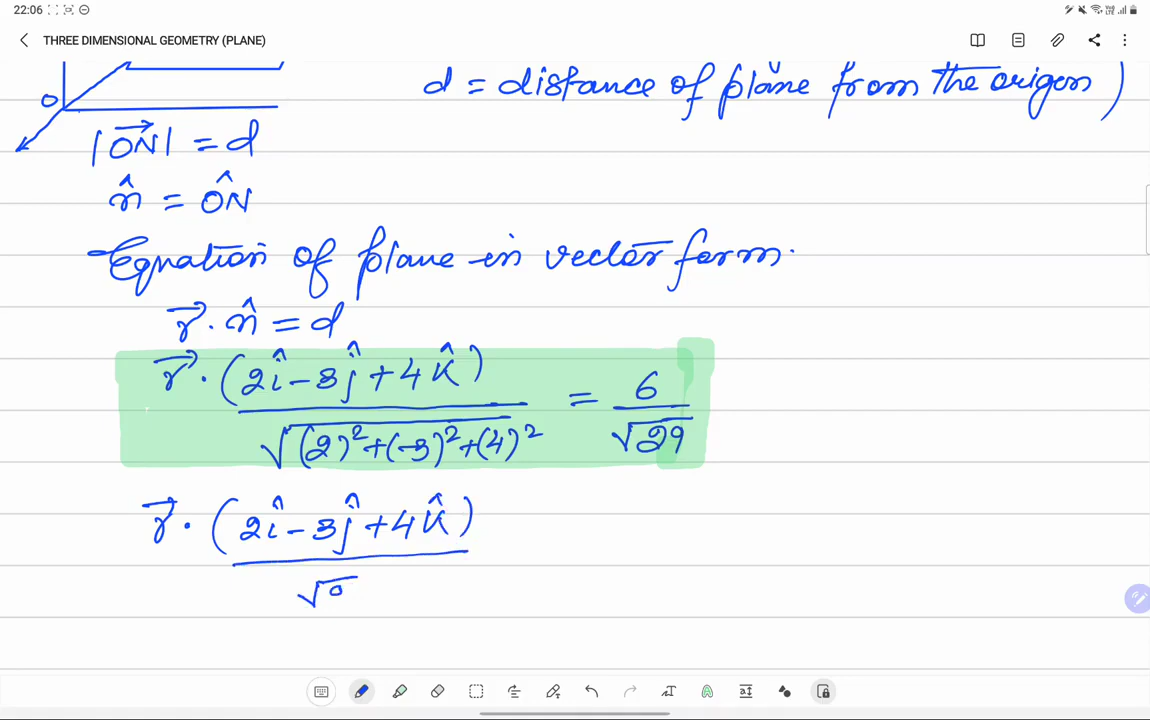 22:06
THREE DIMENSIONAL GEOMETRY (PLANE)
d = distance of plane from the origin )
O
|ON→| = d
n̂ = ON̂
Equation of plane in vector form.
r→ . n̂ = d
r→ . (2î - 3ĵ + 4k̂) / √((2)² + (-3)² + (4)²) = 6 / √29
r→ . (2î - 3ĵ + 4k̂) / √